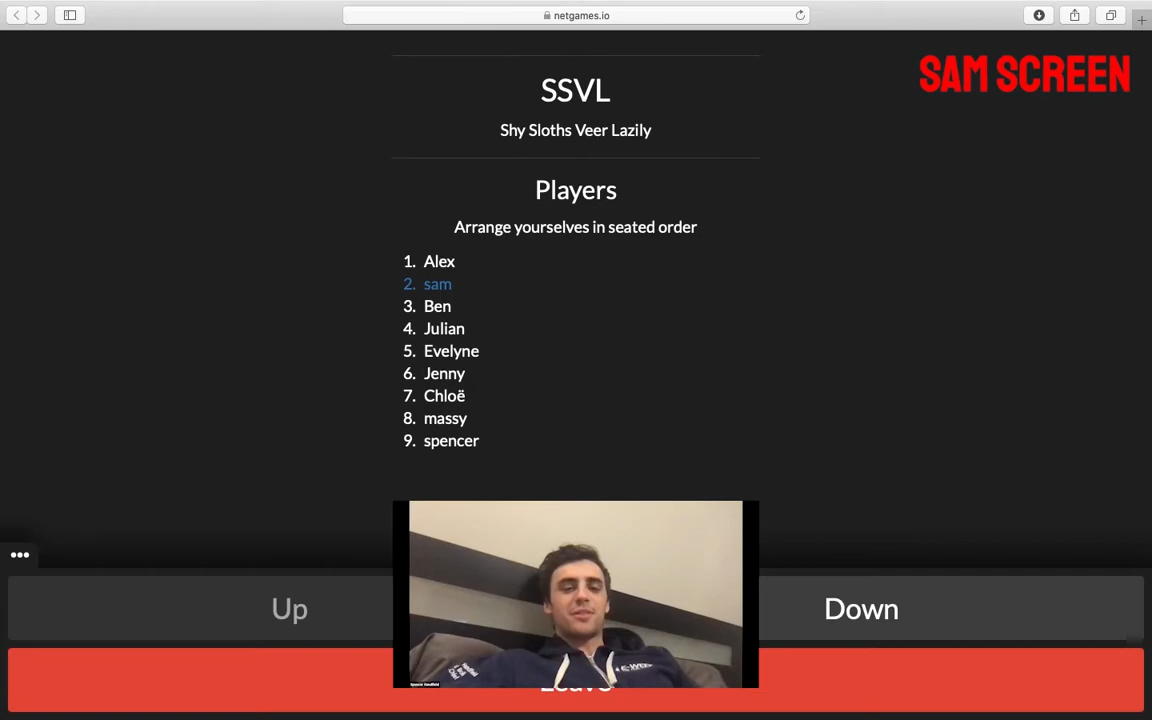 netgames.io
SAM SCREEN
SSVL
Shy Sloths Veer Lazily
Players
Arrange yourselves in seated order
1. Alex
2. sam
3. Ben
4. Julian
5. Evelyne
6. Jenny
7. Chloë
8. massy
9. spencer
Up
Down